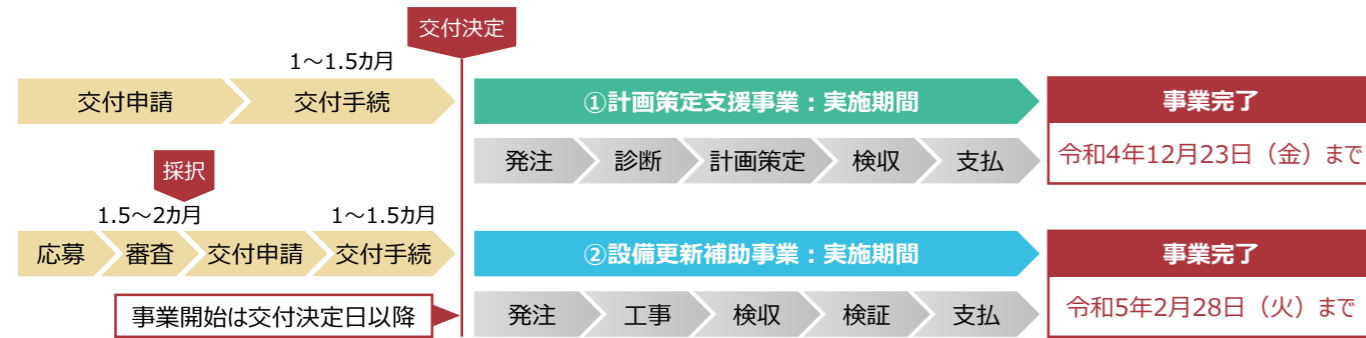 交付決定
1～1.5カ月
交付申請
交付手続
①計画策定支援事業：実施期間
事業完了
発注
診断
計画策定
検収
支払
令和4年12月23日（金）まで
採択
1.5～2カ月
1～1.5カ月
応募
審査
交付申請
交付手続
②設備更新補助事業：実施期間
事業完了
事業開始は交付決定日以降
発注
工事
検収
検証
支払
令和5年2月28日（火）まで